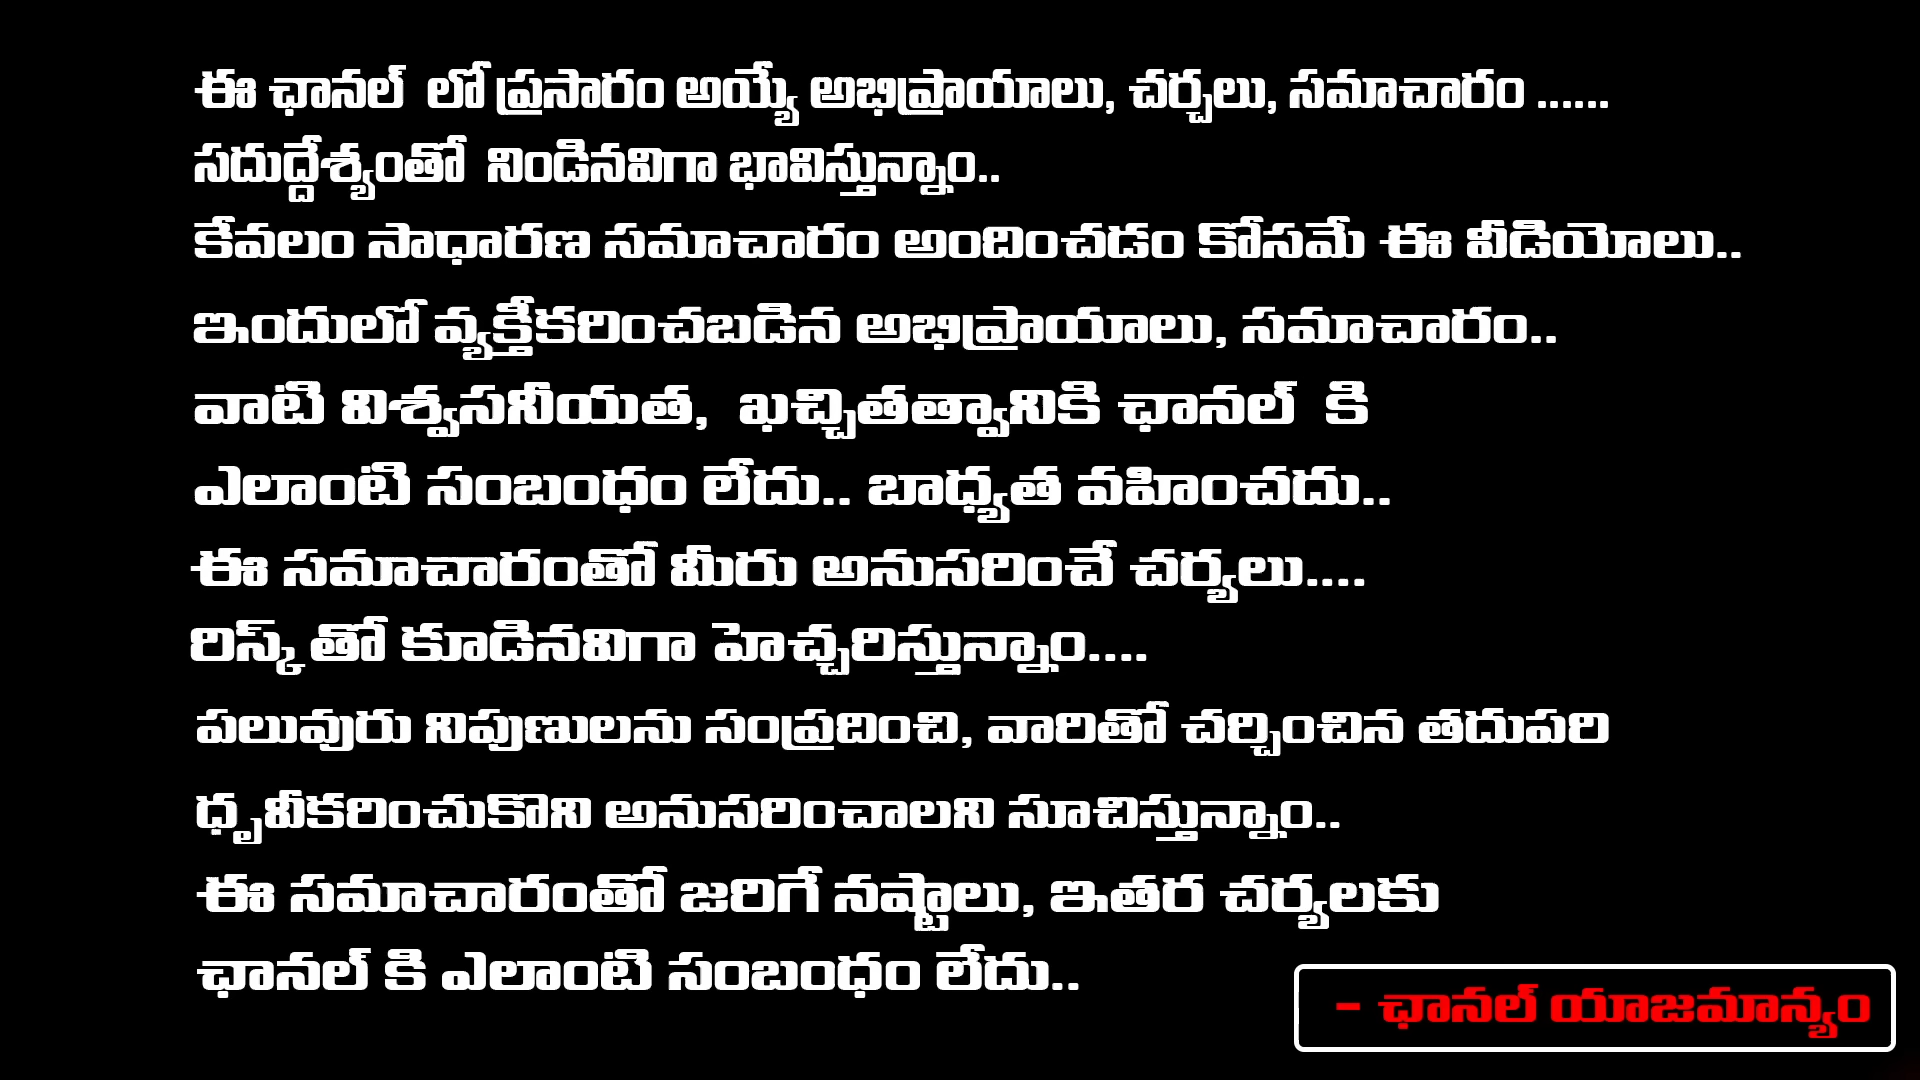 ఈ ఛానల్ లో ప్రసారం అయ్యే అభిప్రాయాలు, చర్చలు, సమాచారం ......
సదుద్దేశ్యంతో నిండినవిగా భావిస్తున్నాం..
కేవలం సాధారణ సమాచారం అందించడం కోసమే ఈ వీడియోలు..
ఇందులో వ్యక్తీకరించబడిన అభిప్రాయాలు, సమాచారం..
వాటి విశ్వసనీయత, ఖచ్చితత్వానికి ఛానల్ కి
ఎలాంటి సంబంధం లేదు.. బాధ్యత వహించదు..
ఈ సమాచారంతో మీరు అనుసరించే చర్యలు....
రిస్క్ తో కూడినవిగా హెచ్చరిస్తున్నాం....
పలువురు నిపుణులను సంప్రదించి, వారితో చర్చించిన తదుపరి
ధృవీకరించుకొని అనుసరించాలని సూచిస్తున్నాం..
ఈ సమాచారంతో జరిగే నష్టాలు, ఇతర చర్యలకు
ఛానల్ కి ఎలాంటి సంబంధం లేదు..
- ఛానల్ యాజమాన్యం